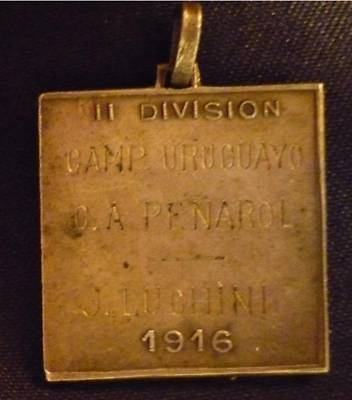 II DIVISION
CAMP. URUGUAYO
C. A PEÑAROL
J. LUCHINI
1916